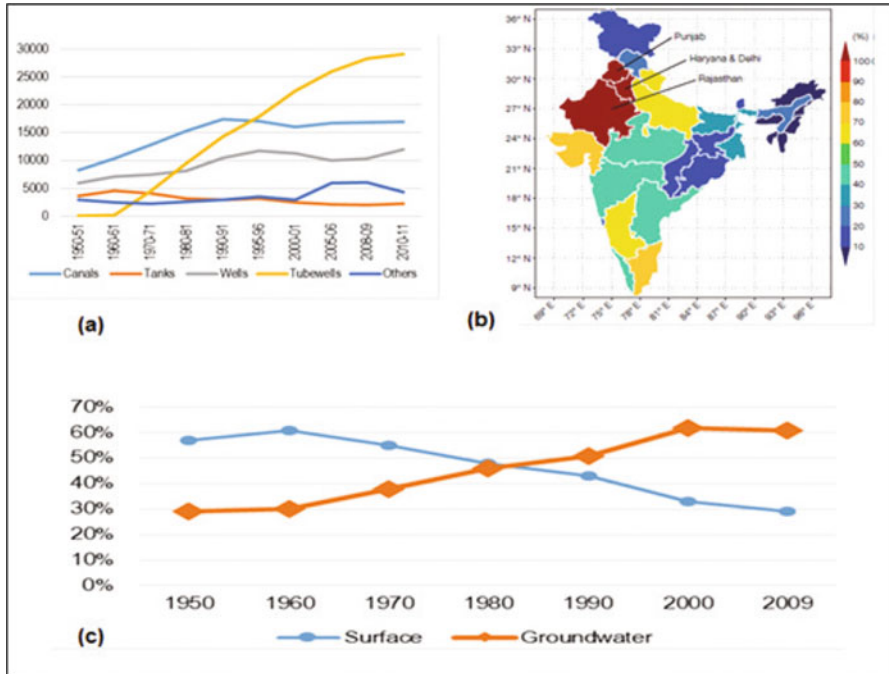 30000
25000
20000
15000
10000
5000
0
1950-51
1960-61
1970-71
1980-81
1990-91
1995-96
2000-01
2005-06
2008-09
2010-11
Canals Tanks Wells Tubewells Others
(a)
36° N
33° N
30° N
27° N
24° N
21° N
18° N
15° N
12° N
9° N
69° E
72° E
75° E
78° E
81° E
84° E
87° E
90° E
93° E
96° E
Punjab
Haryana & Delhi
Rajasthan
(%)
100
90
80
70
60
50
40
30
20
10
(b)
70%
60%
50%
40%
30%
20%
10%
0%
1950 1960 1970 1980 1990 2000 2009
(c)
Surface Groundwater